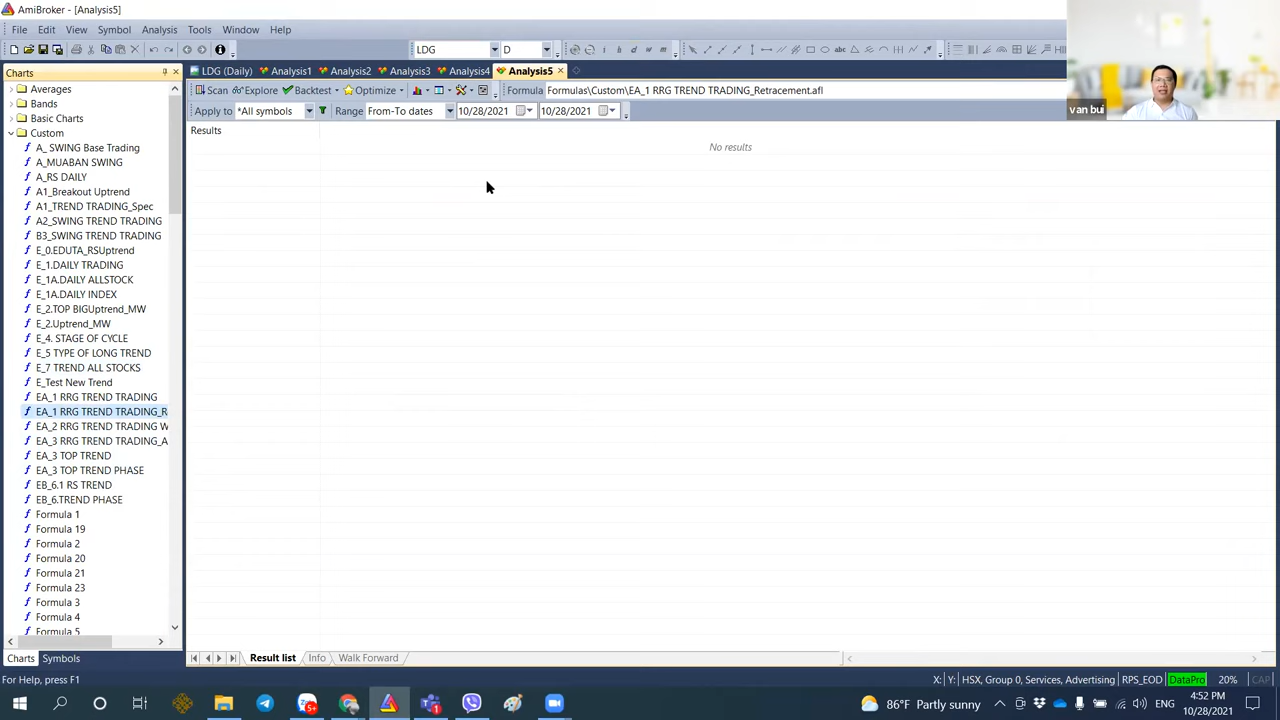 AmiBroker - [Analysis5]
File Edit View Symbol Analysis Tools Window Help
LDG D
Charts
LDG (Daily) Analysis1 Analysis2 Analysis3 Analysis4 Analysis5
Scan Explore Backtest Optimize Formula Formulas\Custom\EA_1 RRG TREND TRADING_Retracement.afl
Apply to *All symbols Range From-To dates 10/28/2021 10/28/2021
Results
No results
van bui
Averages
Bands
Basic Charts
Custom
A_ SWING Base Trading
A_MUABAN SWING
A_RS DAILY
A1_Breakout Uptrend
A1_TREND TRADING_Spec
A2_SWING TREND TRADING
B3_SWING TREND TRADING
E_0.EDUTA_RSUptrend
E_1.DAILY TRADING
E_1A.DAILY ALLSTOCK
E_1A.DAILY INDEX
E_2.TOP BIGUptrend_MW
E_2.Uptrend_MW
E_4. STAGE OF CYCLE
E_5 TYPE OF LONG TREND
E_7 TREND ALL STOCKS
E_Test New Trend
EA_1 RRG TREND TRADING
EA_1 RRG TREND TRADING_R
EA_2 RRG TREND TRADING W
EA_3 RRG TREND TRADING_A
EA_3 TOP TREND
EA_3 TOP TREND PHASE
EB_6.1 RS TREND
EB_6.TREND PHASE
Formula 1
Formula 19
Formula 2
Formula 20
Formula 21
Formula 23
Formula 3
Formula 4
Formula 5
Charts Symbols
Result list Info Walk Forward
For Help, press F1
X: Y: HSX, Group 0, Services, Advertising RPS_EOD DataPro 20% CAP
5+
86°F Partly sunny
4:52 PM
10/28/2021